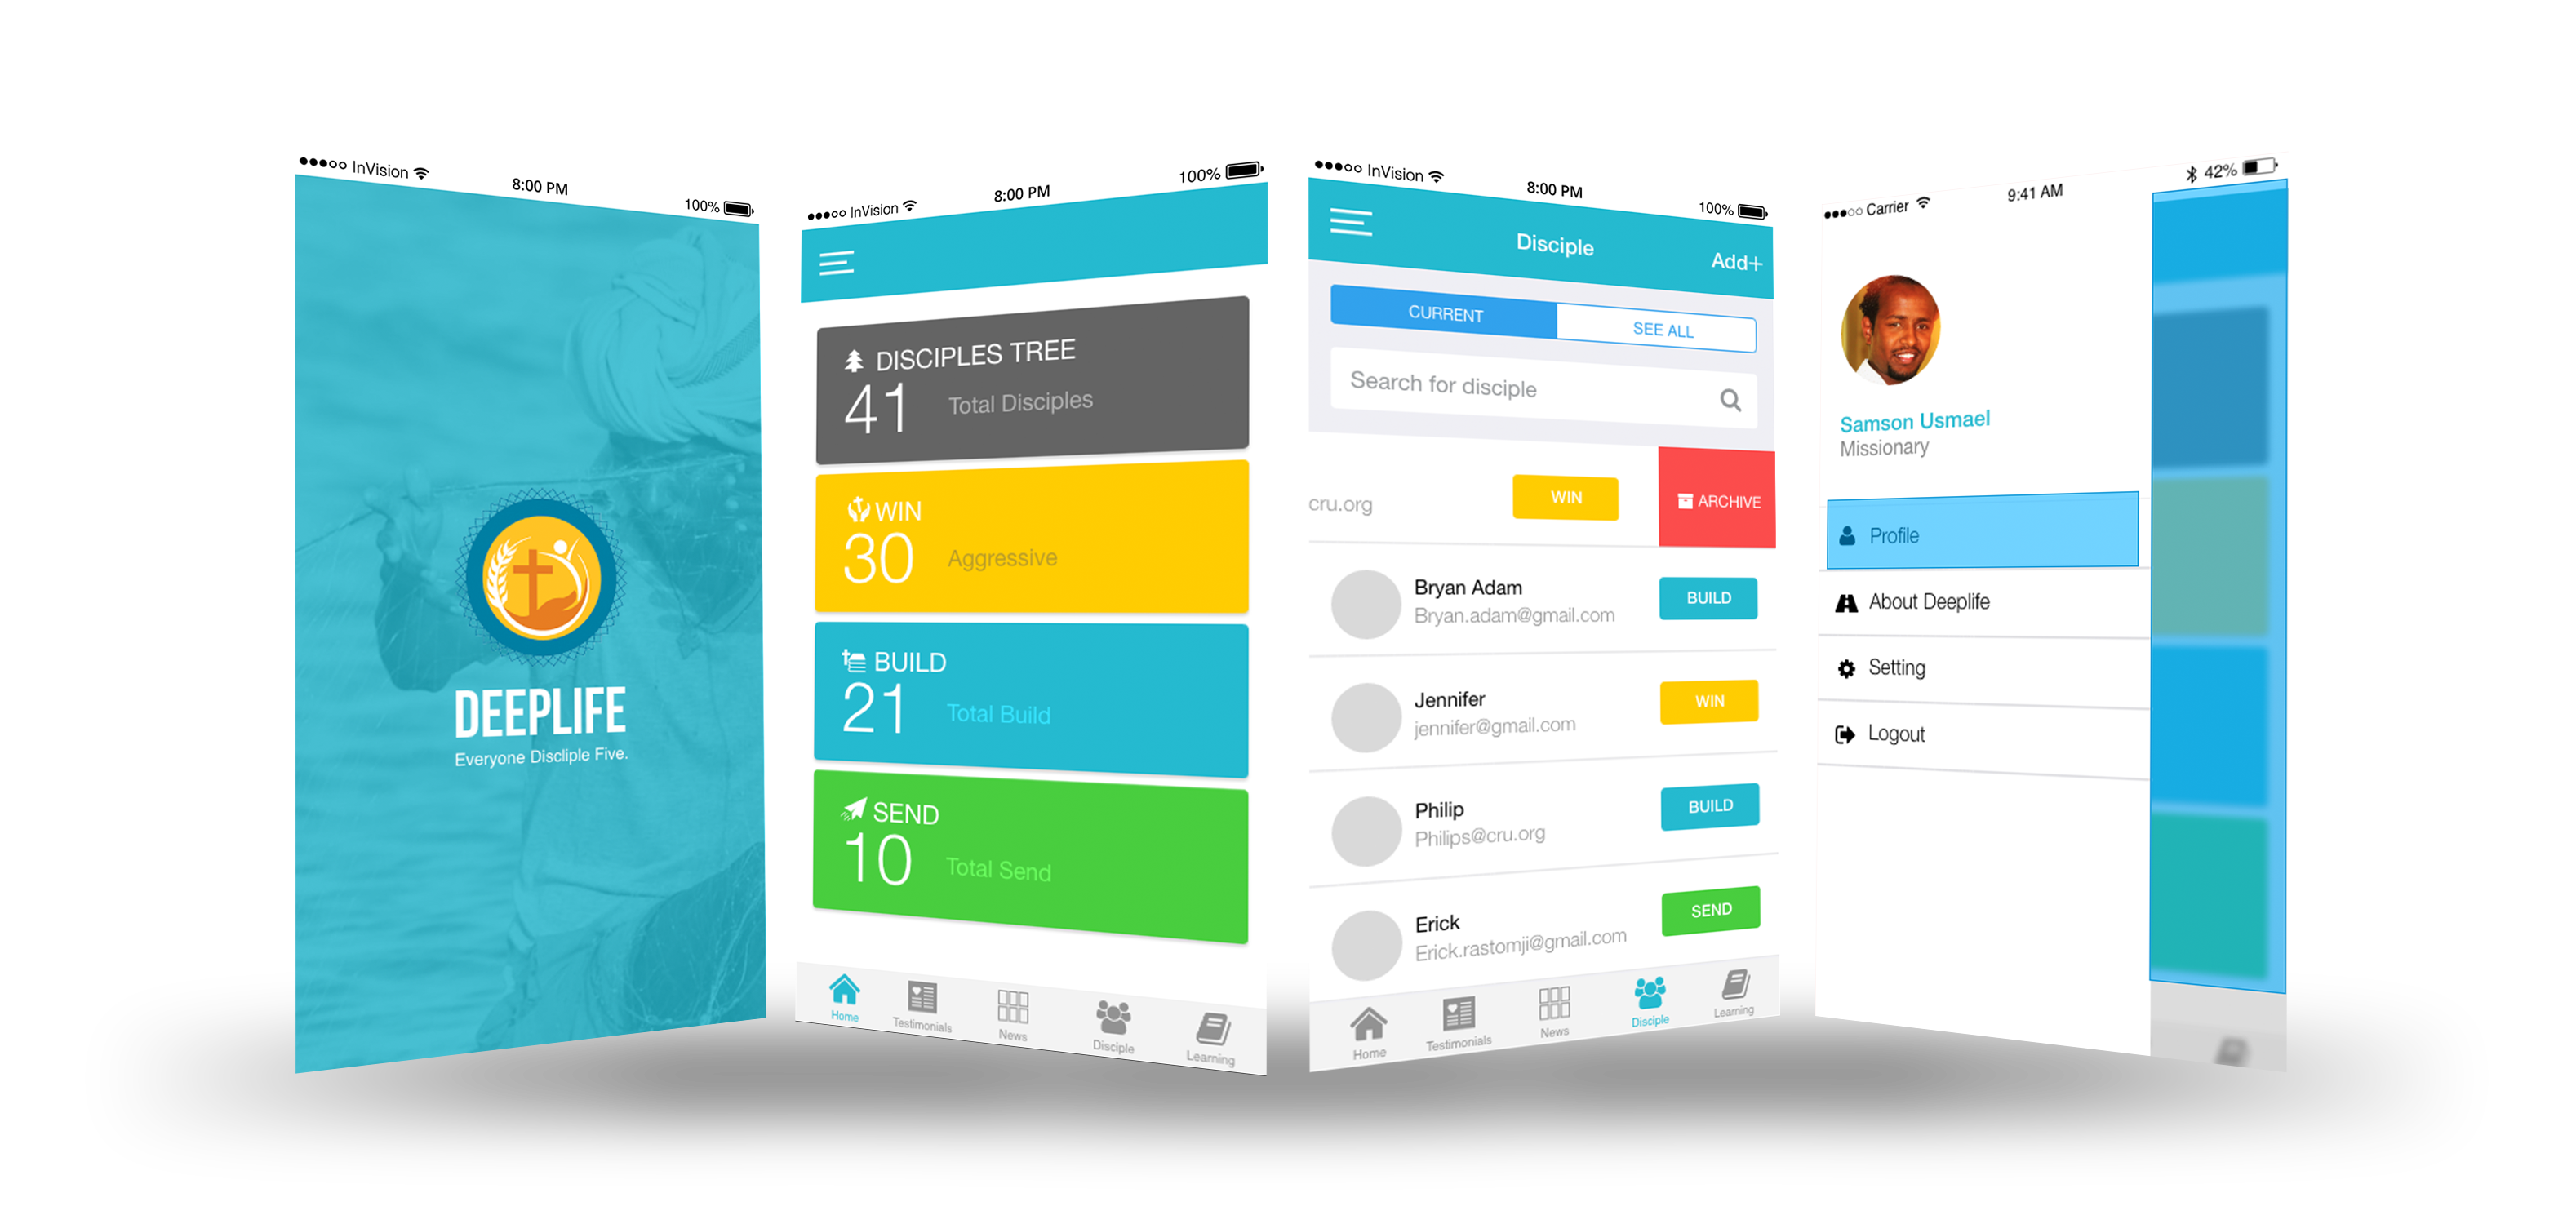 InVision
8:00 PM
100%
DEEPLIFE
Everyone Discliple Five.
InVision
8:00 PM
100%
DISCIPLES TREE
41 Total Disciples
WIN
30 Aggressive
BUILD
21 Total Build
SEND
10 Total Send
Home
Testimonials
News
Disciple
Learning
InVision
8:00 PM
100%
Disciple
Add+
CURRENT
SEE ALL
Search for disciple
cru.org
WIN
ARCHIVE
Bryan Adam
Bryan.adam@gmail.com
BUILD
Jennifer
jennifer@gmail.com
WIN
Philip
Philips@cru.org
BUILD
Erick
Erick.rastomji@gmail.com
SEND
Home
Testimonials
News
Disciple
Learning
Carrier
9:41 AM
42%
Samson Usmael
Missionary
Profile
About Deeplife
Setting
Logout